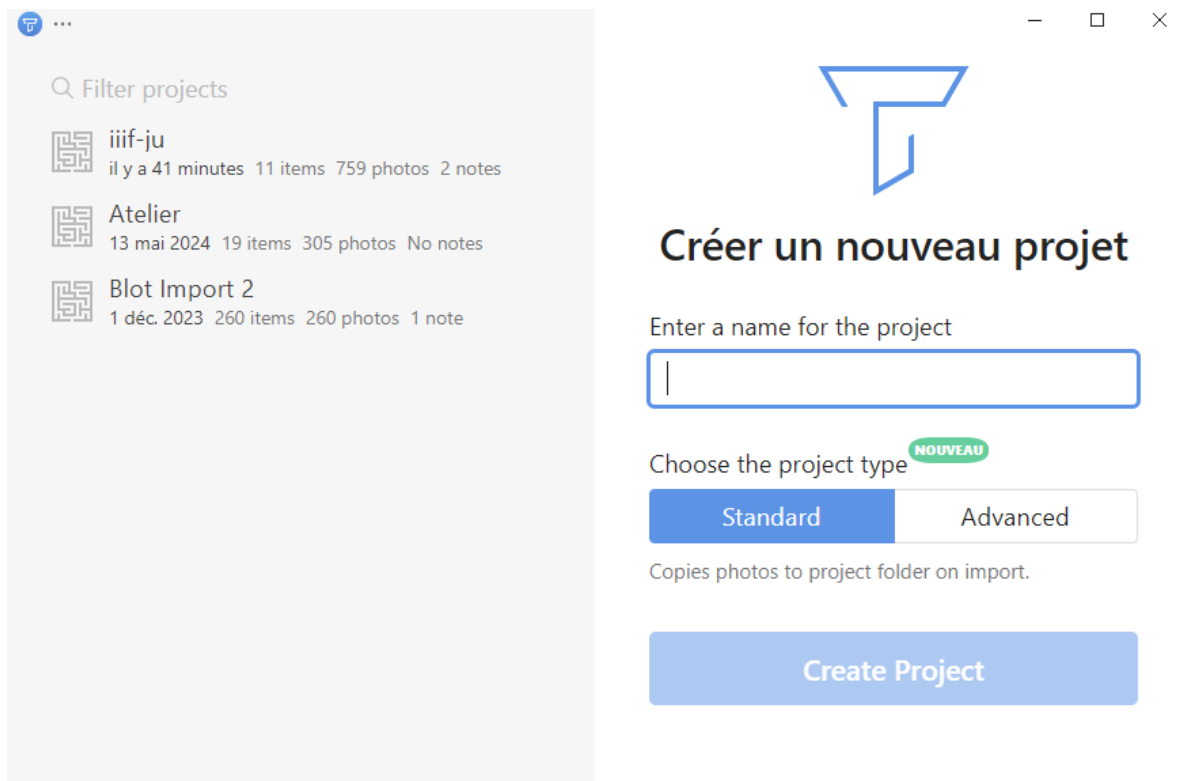 Filter projects
iiif-ju
il y a 41 minutes 11 items 759 photos 2 notes
Atelier
13 mai 2024 19 items 305 photos No notes
Blot Import 2
1 déc. 2023 260 items 260 photos 1 note
Créer un nouveau projet
Enter a name for the project
Choose the project type NOUVEAU
Standard Advanced
Copies photos to project folder on import.
Create Project